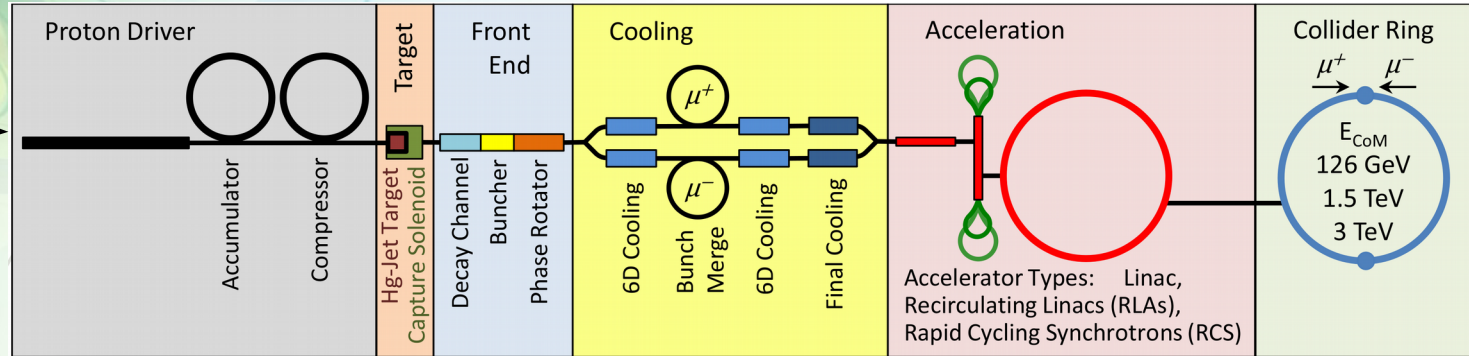 Proton Driver
Accumulator
Compressor
Target
Hg-Jet Target
Capture Solenoid
Front
End
Decay Channel
Buncher
Phase Rotator
Cooling
μ+
μ−
6D Cooling
Bunch
Merge
6D Cooling
Final Cooling
Acceleration
Accelerator Types: Linac,
Recirculating Linacs (RLAs),
Rapid Cycling Synchrotrons (RCS)
Collider Ring
μ+ μ−
ECoM
126 GeV
1.5 TeV
3 TeV